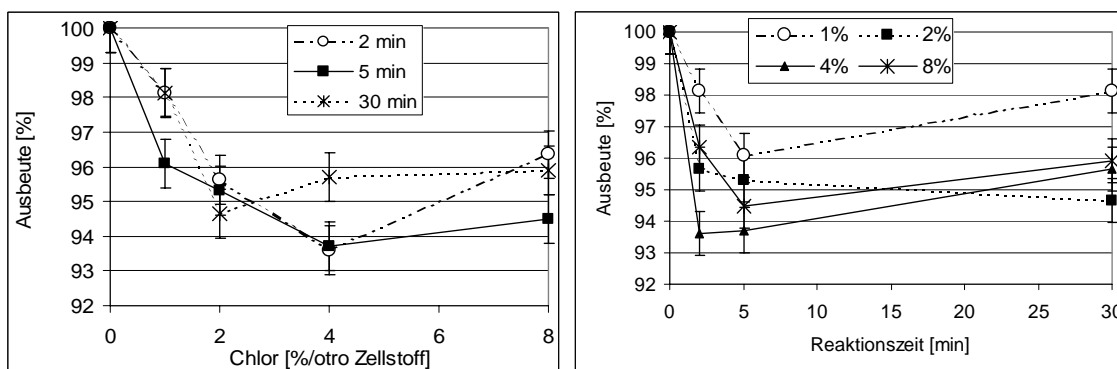 100
99
98
97
96
95
94
93
92
Ausbeute [%]
2 min
5 min
30 min
0 2 4 6 8
Chlor [%/otro Zellstoff]
100
99
98
97
96
95
94
93
92
Ausbeute [%]
1% 2%
4% 8%
0 5 10 15 20 25 30
Reaktionszeit [min]